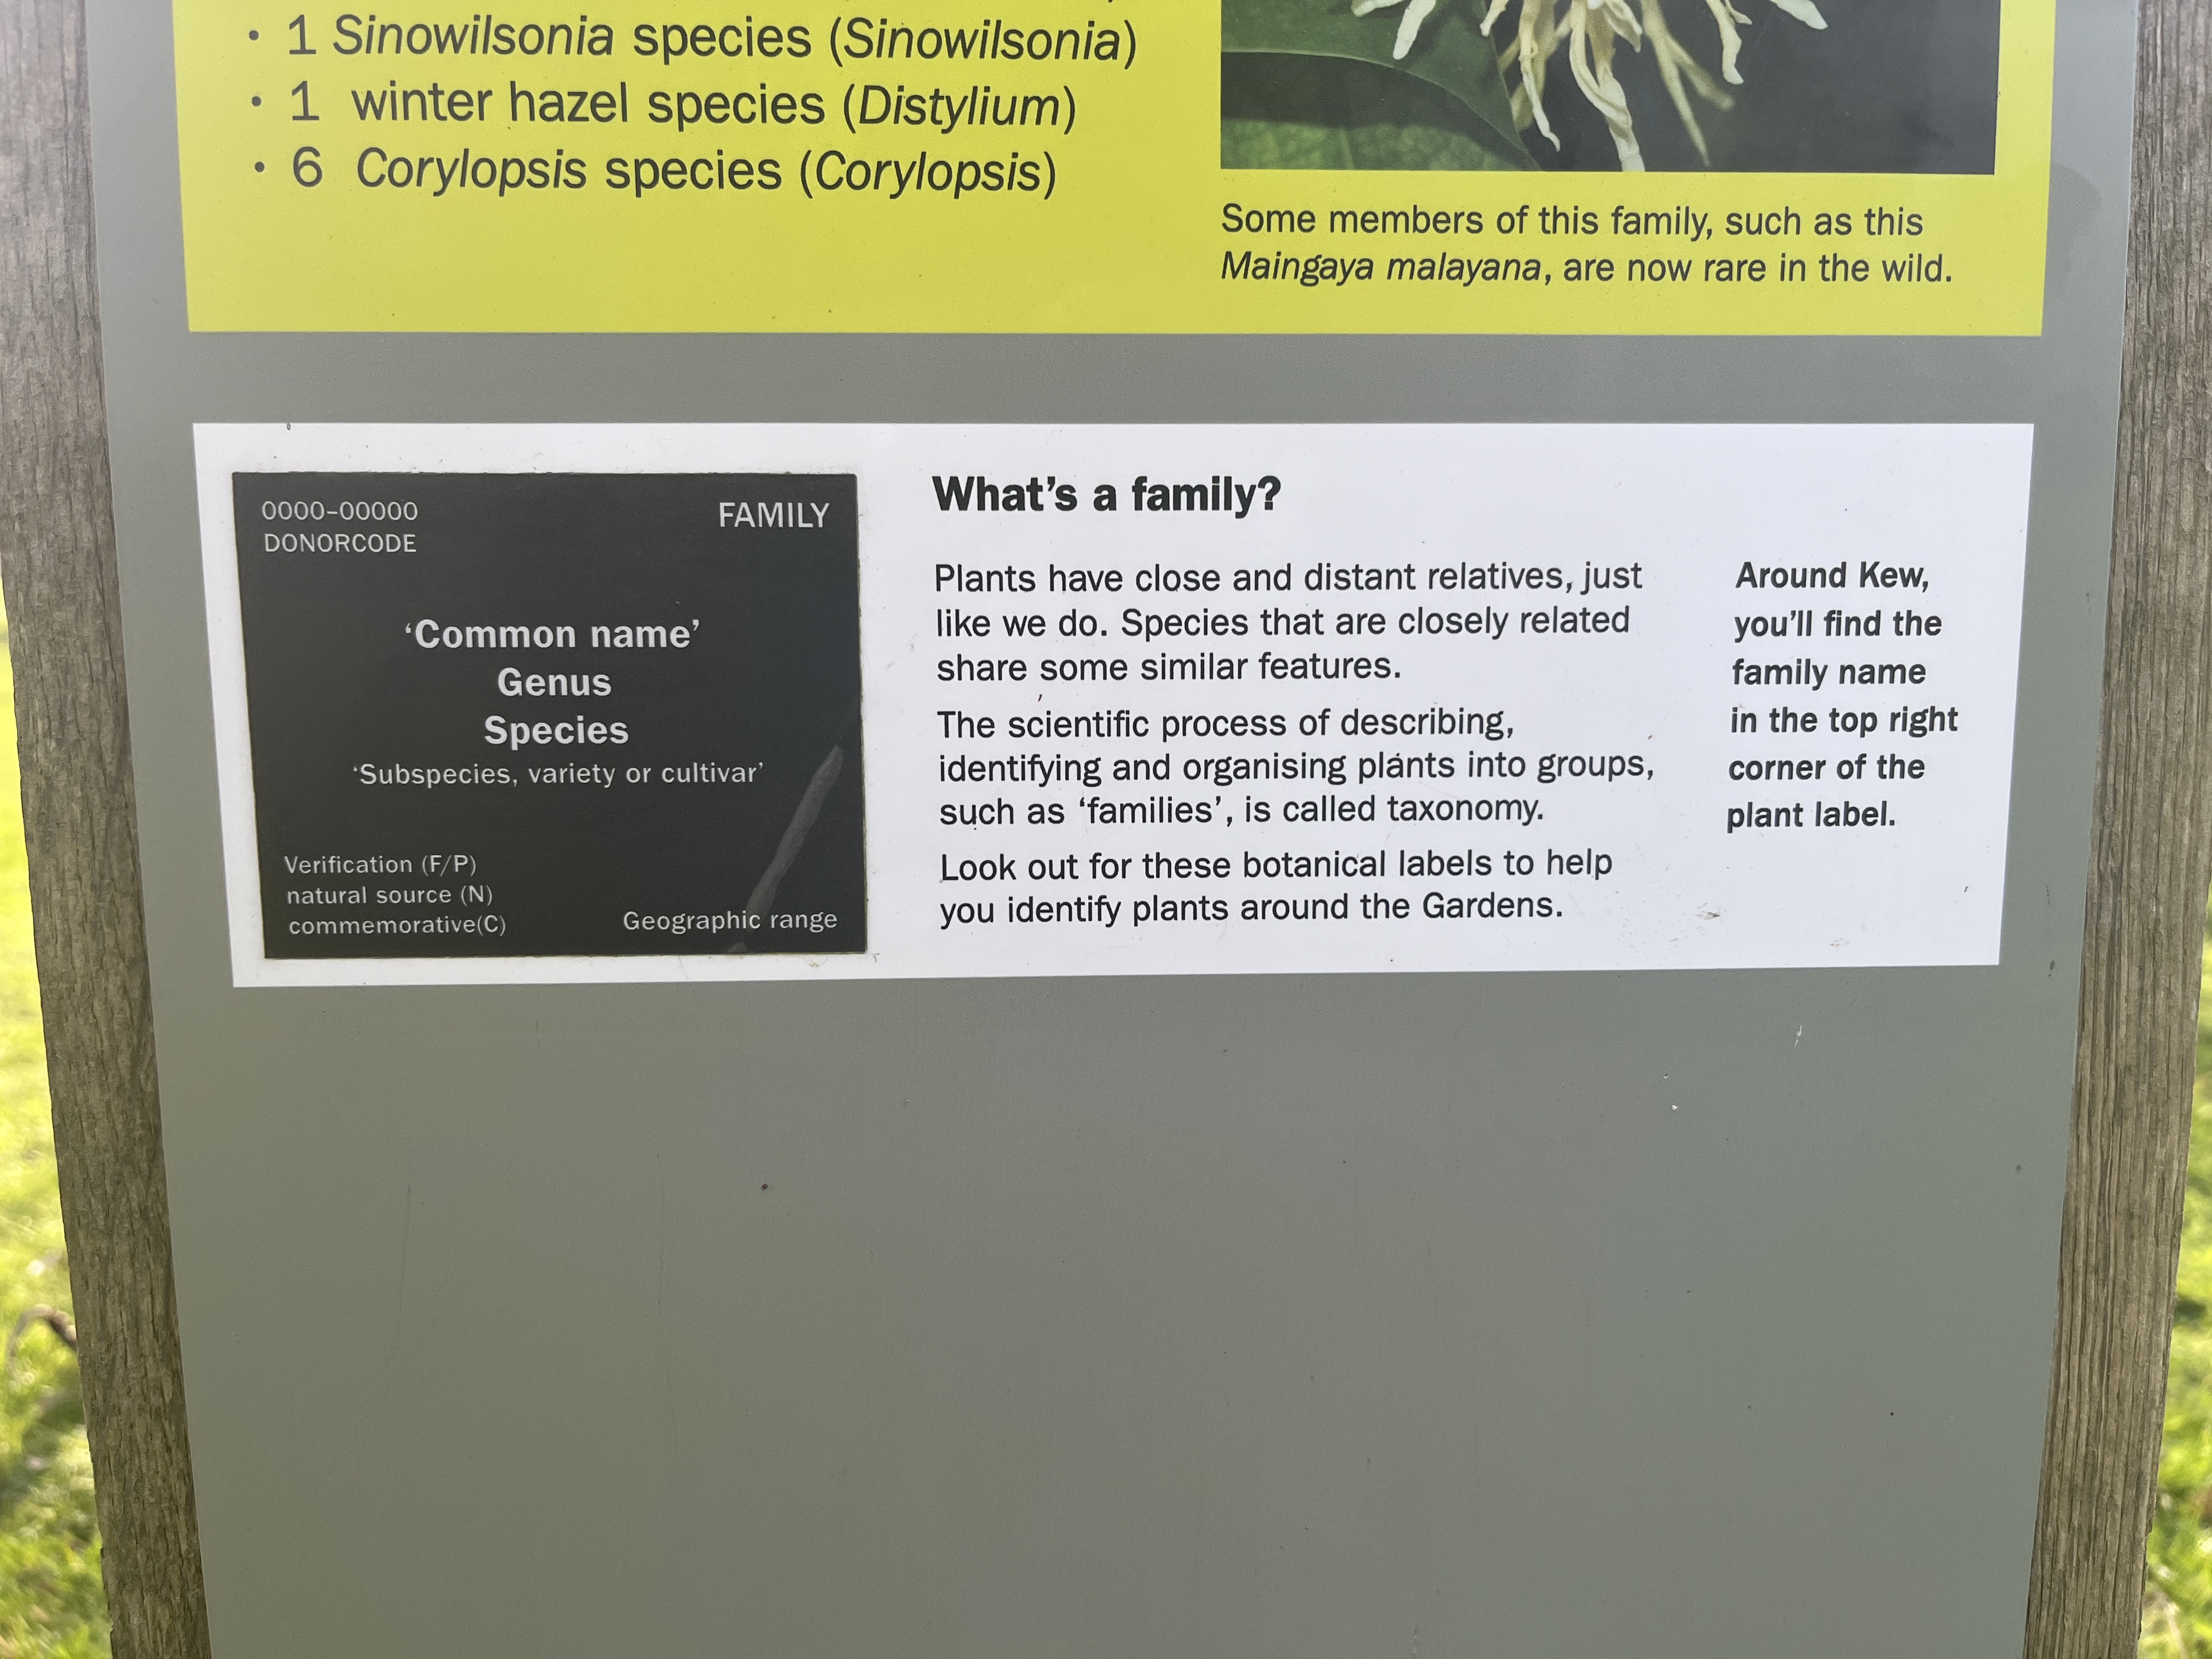 • 1 Sinowilsonia species (Sinowilsonia)
• 1 winter hazel species (Distylium)
• 6 Corylopsis species (Corylopsis)
Some members of this family, such as this
Maingaya malayana, are now rare in the wild.
0000–00000
DONORCODE
FAMILY
‘Common name’
Genus
Species
‘Subspecies, variety or cultivar’
Verification (F/P)
natural source (N)
commemorative(C)
Geographic range
What’s a family?
Plants have close and distant relatives, just
like we do. Species that are closely related
share some similar features.
The scientific process of describing,
identifying and organising plants into groups,
such as ‘families’, is called taxonomy.
Look out for these botanical labels to help
you identify plants around the Gardens.
Around Kew,
you’ll find the
family name
in the top right
corner of the
plant label.